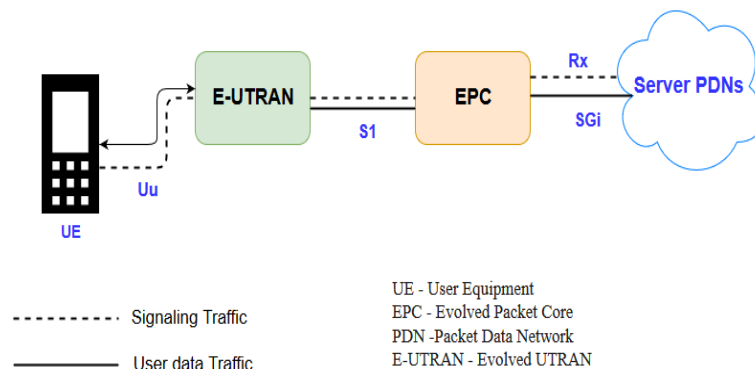 Rx
E-UTRAN
EPC
Server PDNs
S1
SGi
Uu
UE
UE - User Equipment
EPC - Evolved Packet Core
Signaling Traffic
PDN -Packet Data Network
E-UTRAN - Evolved UTRAN
User data Traffic